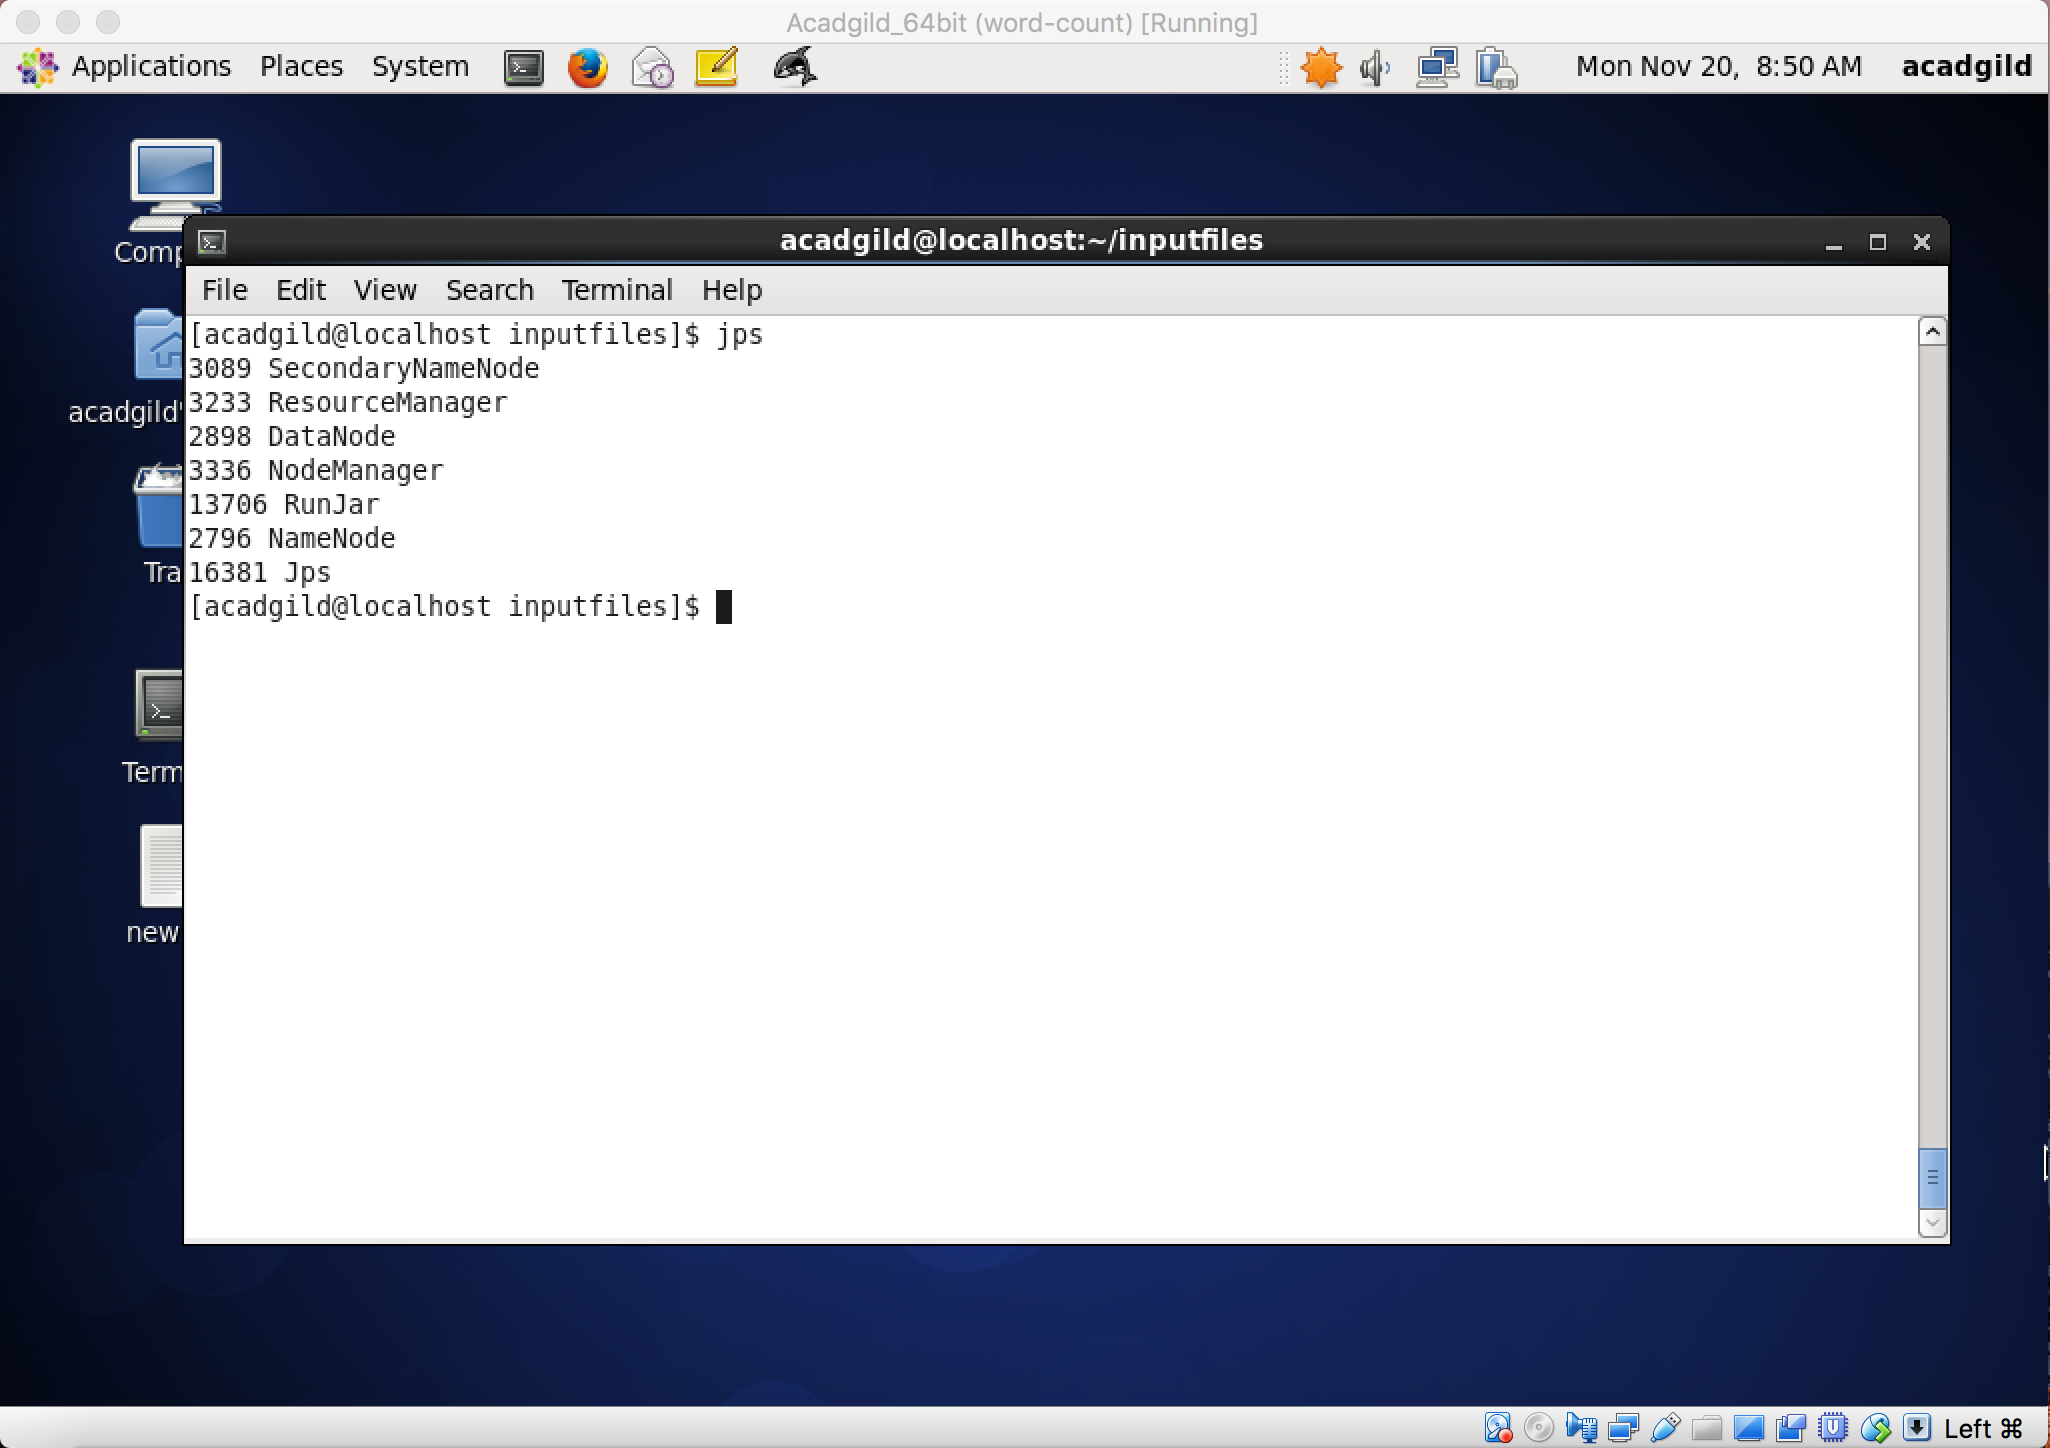 Acadgild_64bit (word-count) [Running]
Applications Places System Mon Nov 20, 8:50 AM acadgild
acadgild@localhost:~/inputfiles
File Edit View Search Terminal Help
[acadgild@localhost inputfiles]$ jps
3089 SecondaryNameNode
3233 ResourceManager
2898 DataNode
3336 NodeManager
13706 RunJar
2796 NameNode
16381 Jps
[acadgild@localhost inputfiles]$
Comp
acadgild'
Tra
Term
new
Left ⌘